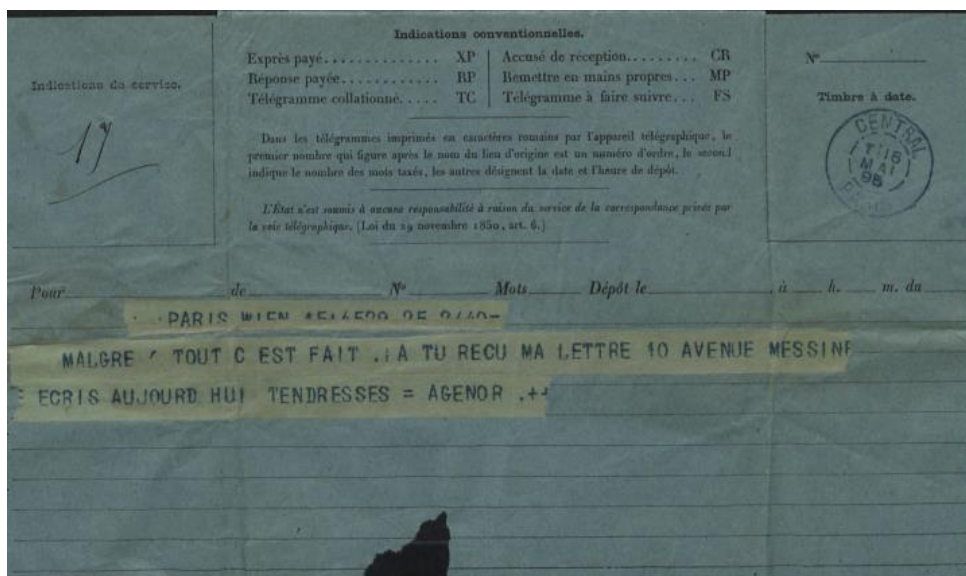 Indications conventionnelles.
Exprès payé.............. XP
Réponse payée............ RP
Télégramme collationné..... TC
Accusé de réception......... CR
Remettre en mains propres... MP
Télégramme à faire suivre... FS
Indications de service.
17
N°
Timbre à date.
CENTRAL
MAI
Dans les télégrammes imprimés en caractères romains par l'appareil télégraphique, le
premier nombre qui figure après le nom du lieu d'origine est un numéro d'ordre, le second
indique le nombre des mots taxés, les autres désignent la date et l'heure de dépôt.
L'État n'est soumis à aucune responsabilité à raison du service de la correspondance privée par
la voie télégraphique. (Loi du 29 novembre 1850, art. 6.)
Pour de N° Mots Dépôt le , à h. m. du
PARIS WIEN
MALGRE ' TOUT C EST FAIT . A TU RECU MA LETTRE 10 AVENUE MESSINE
= ECRIS AUJOURD HUI TENDRESSES = AGENOR .++